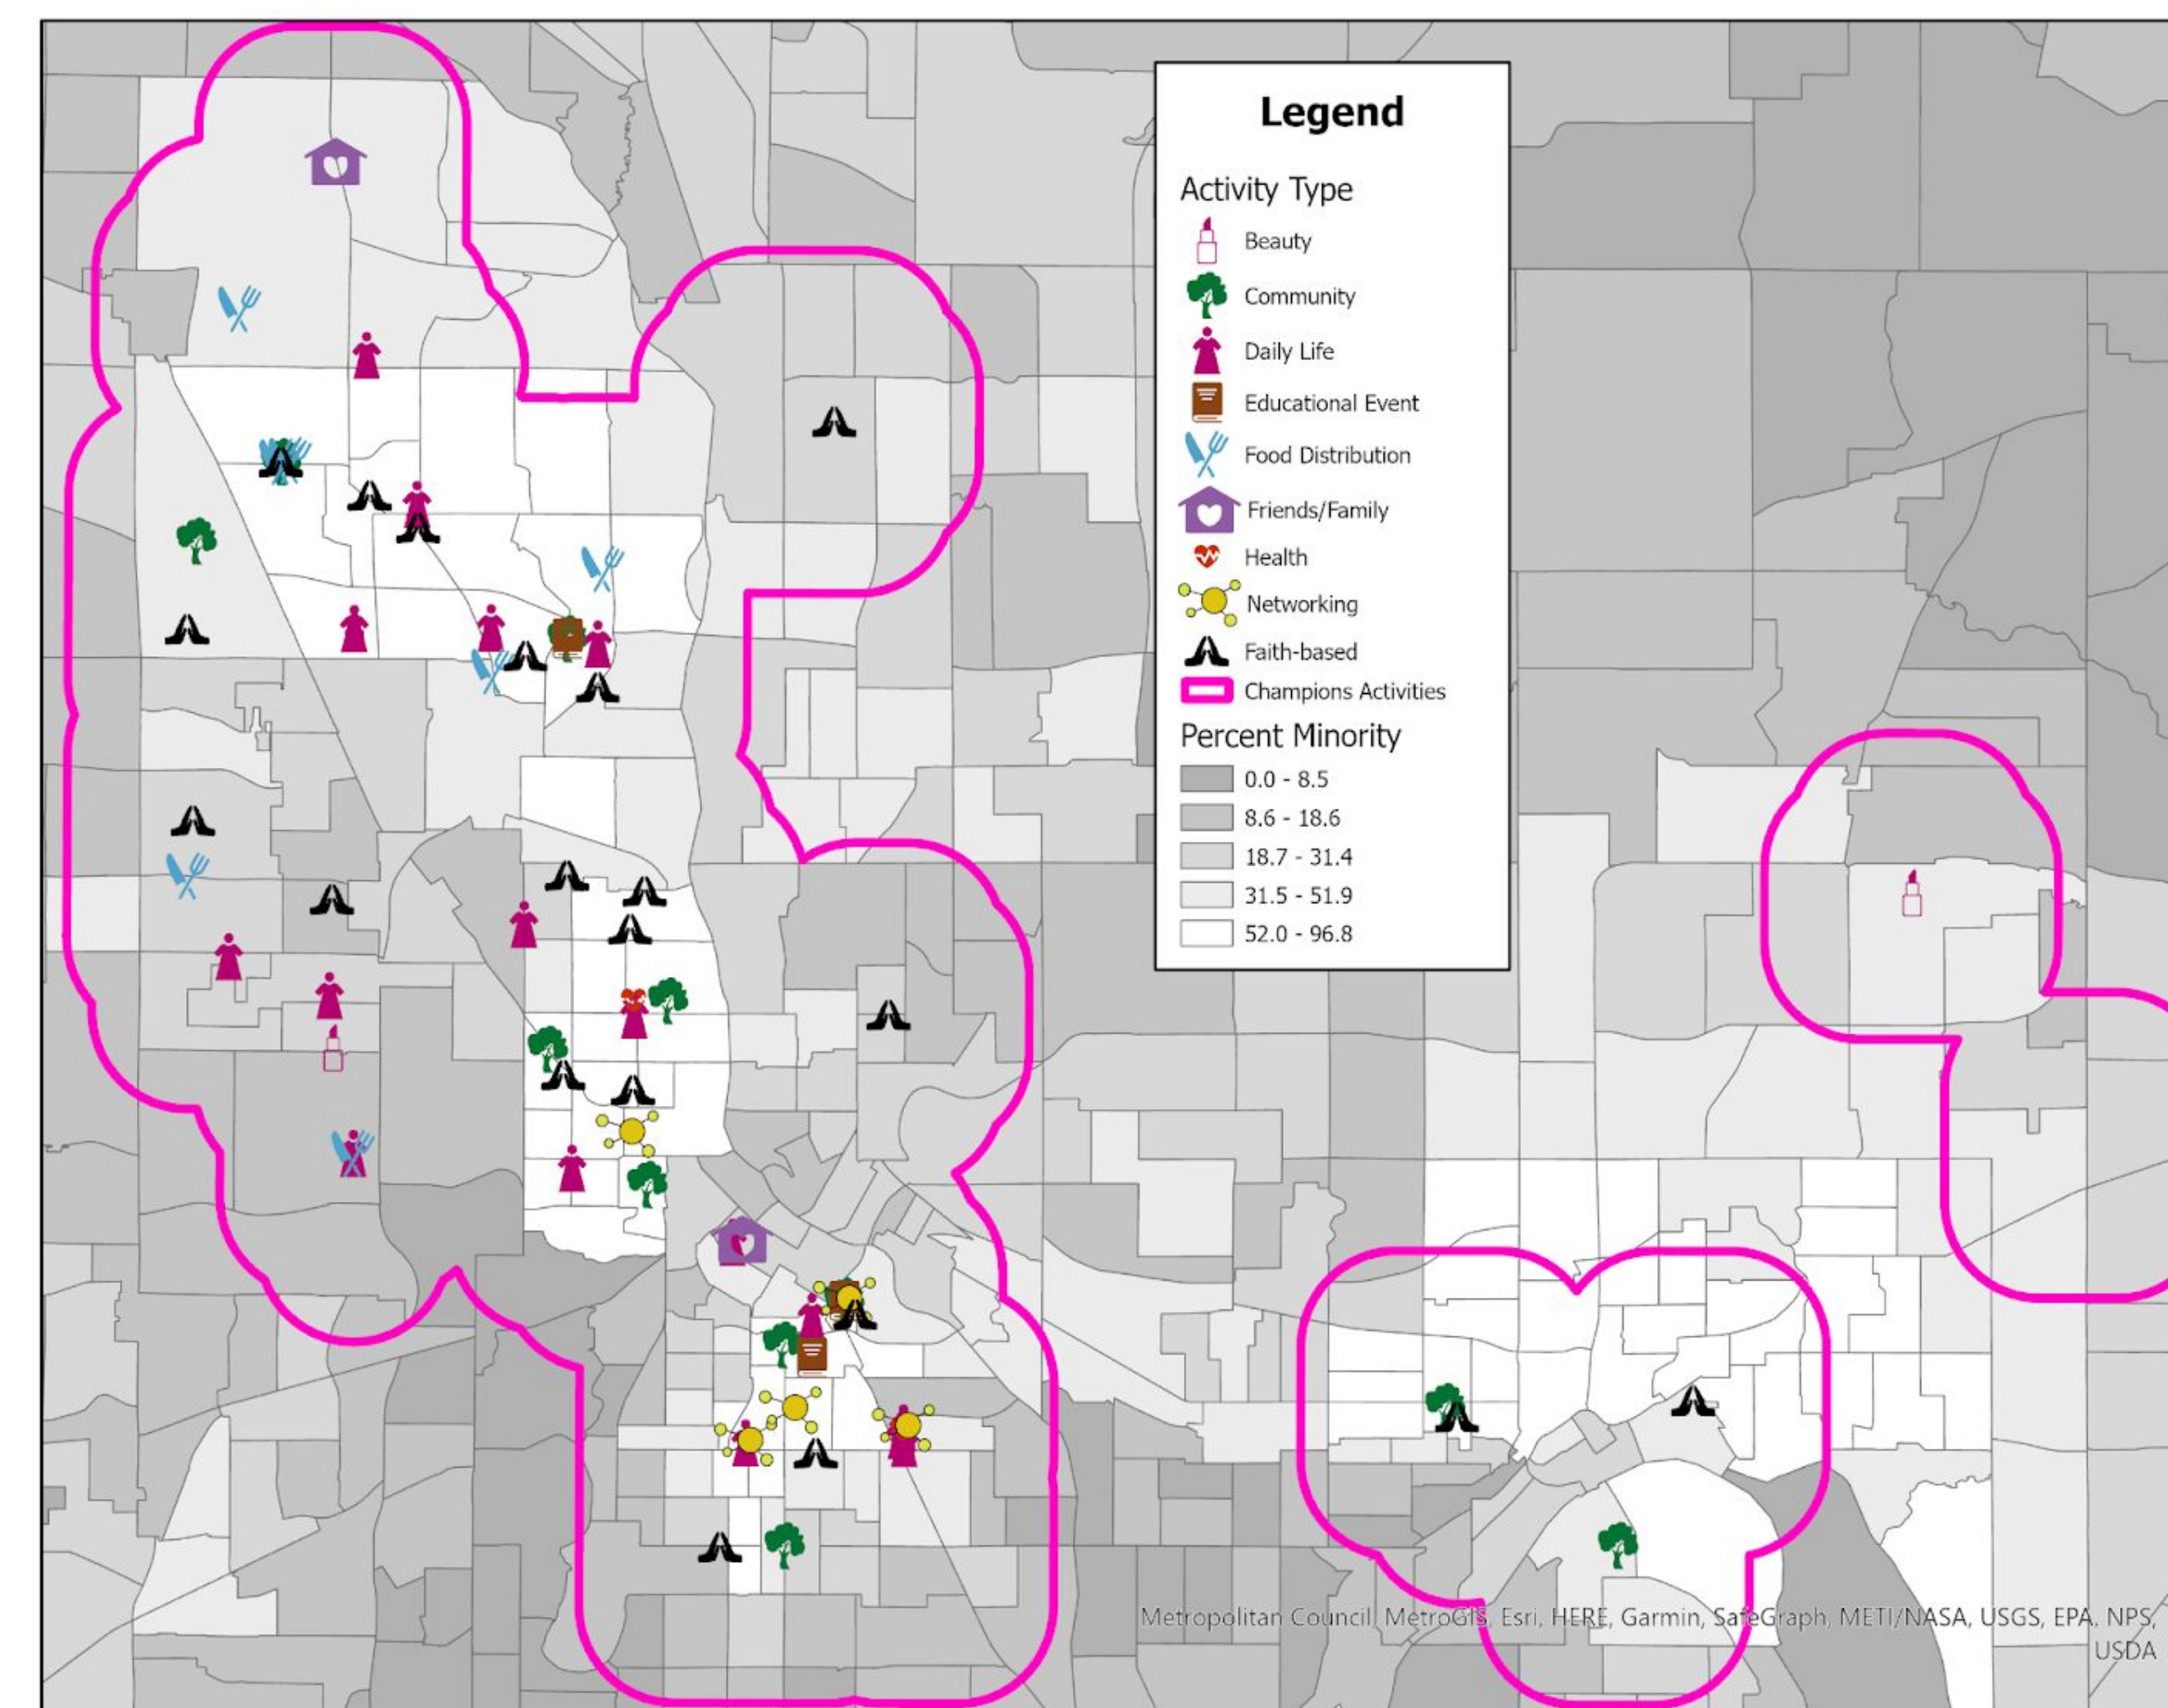 Legend
Activity Type
Beauty
Community
Daily Life
Educational Event
Food Distribution
Friends/Family
Health
Networking
Faith-based
Champions Activities
Percent Minority
0.0 - 8.5
8.6 - 18.6
18.7 - 31.4
31.5 - 51.9
52.0 - 96.8
Metropolitan Council, MetroGIS, Esri, HERE, Garmin, SafeGraph, METI/NASA, USGS, EPA, NPS,
USDA